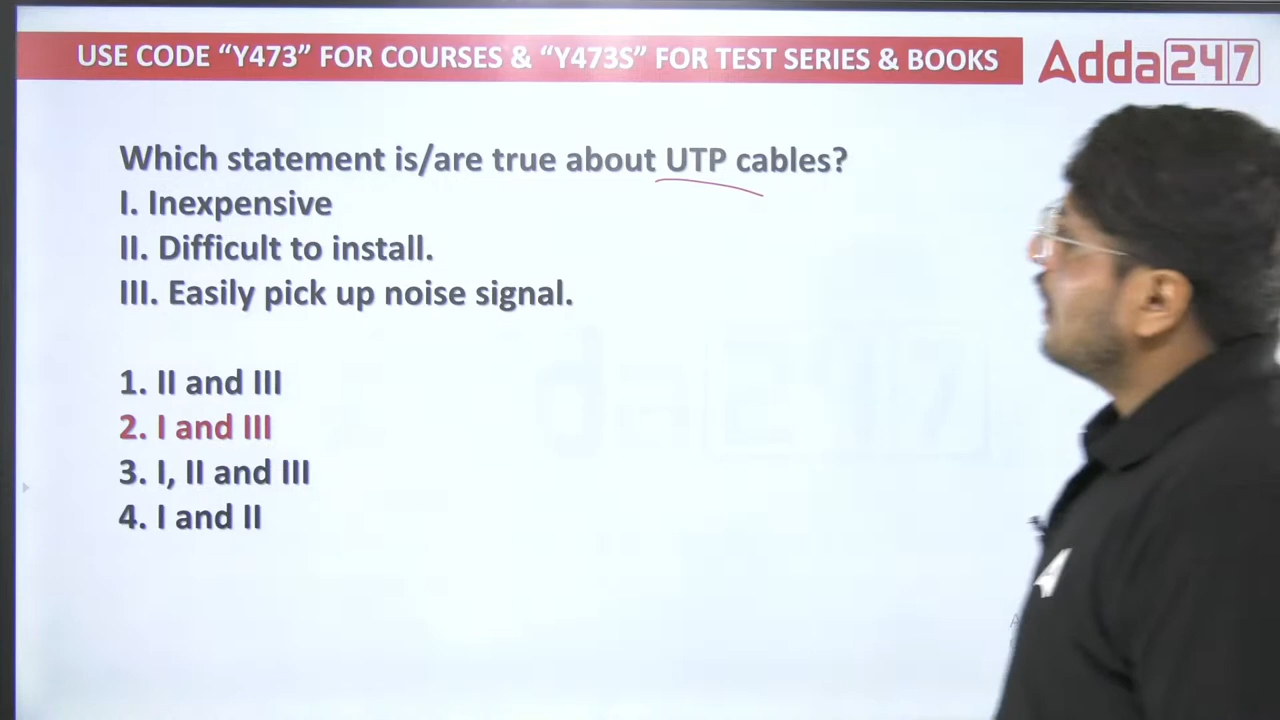 USE CODE “Y473” FOR COURSES & “Y473S” FOR TEST SERIES & BOOKS
Adda247
Which statement is/are true about UTP cables?
I. Inexpensive
II. Difficult to install.
III. Easily pick up noise signal.
1. II and III
2. I and III
3. I, II and III
4. I and II